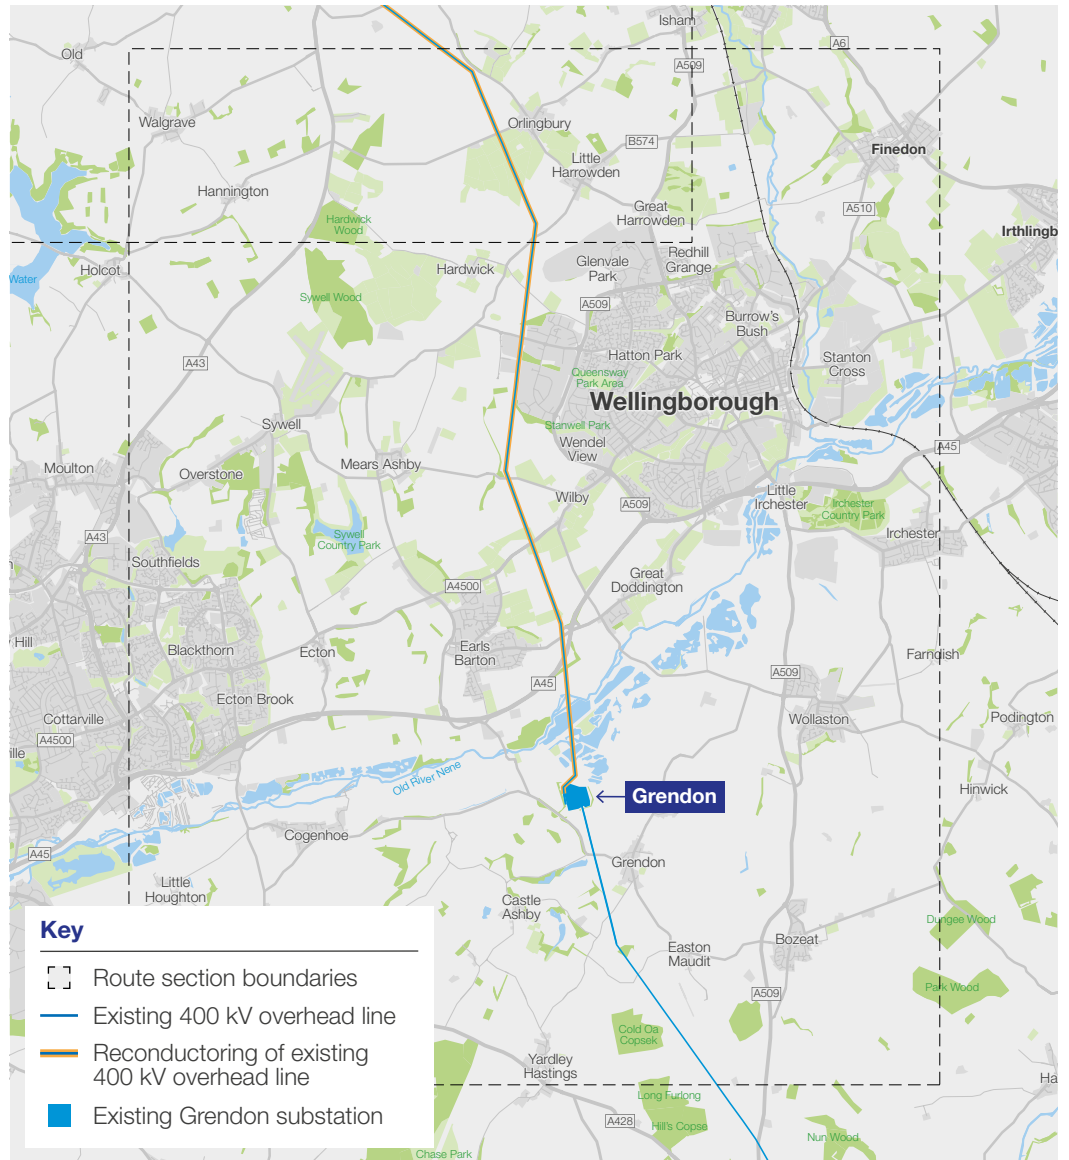 Isham
Old
A6
A509
Walgrave
Orlingbury
B574
Finedon
Little
Harrowden
Hannington
Great
Harrowden
A510
Hardwick
Wood
Irthlingb
Redhill
Grange
Glenvale
Park
Holcot
Hardwick
Water
Sywell Wood
A509
Burrow's
Bush
Hatton Park
Stanton
Cross
A43
Queensway
Park Area
Wellingborough
Sywell
Stanwell Park
Wendel
View
A45
Moulton
Overstone
Mears Ashby
Wilby
Little
Irchester
A509
Irchester
Country Park
Irchester
A43
Sywell
Country Park
Southfields
Great
Doddington
A4500
Hill
Blackthorn
Ecton
Earls
Barton
Farndish
A509
A45
Ecton Brook
Cottarville
Wollaston
Podington
A4500
ille
Old River Nene
Hinwick
Grendon
Cogenhoe
A45
Grendon
Little
Houghton
Castle
Ashby
Dungee Wood
Bozeat
Easton
Maudit
Park Wood
A509
Cold Oa
Copsek
Yardley
Hastings
Ha
Long Furlong
A428
Hill's Copse
Nun Wood
Chase Park
Key
Route section boundaries
Existing 400 kV overhead line
Reconductoring of existing
400 kV overhead line
Existing Grendon substation